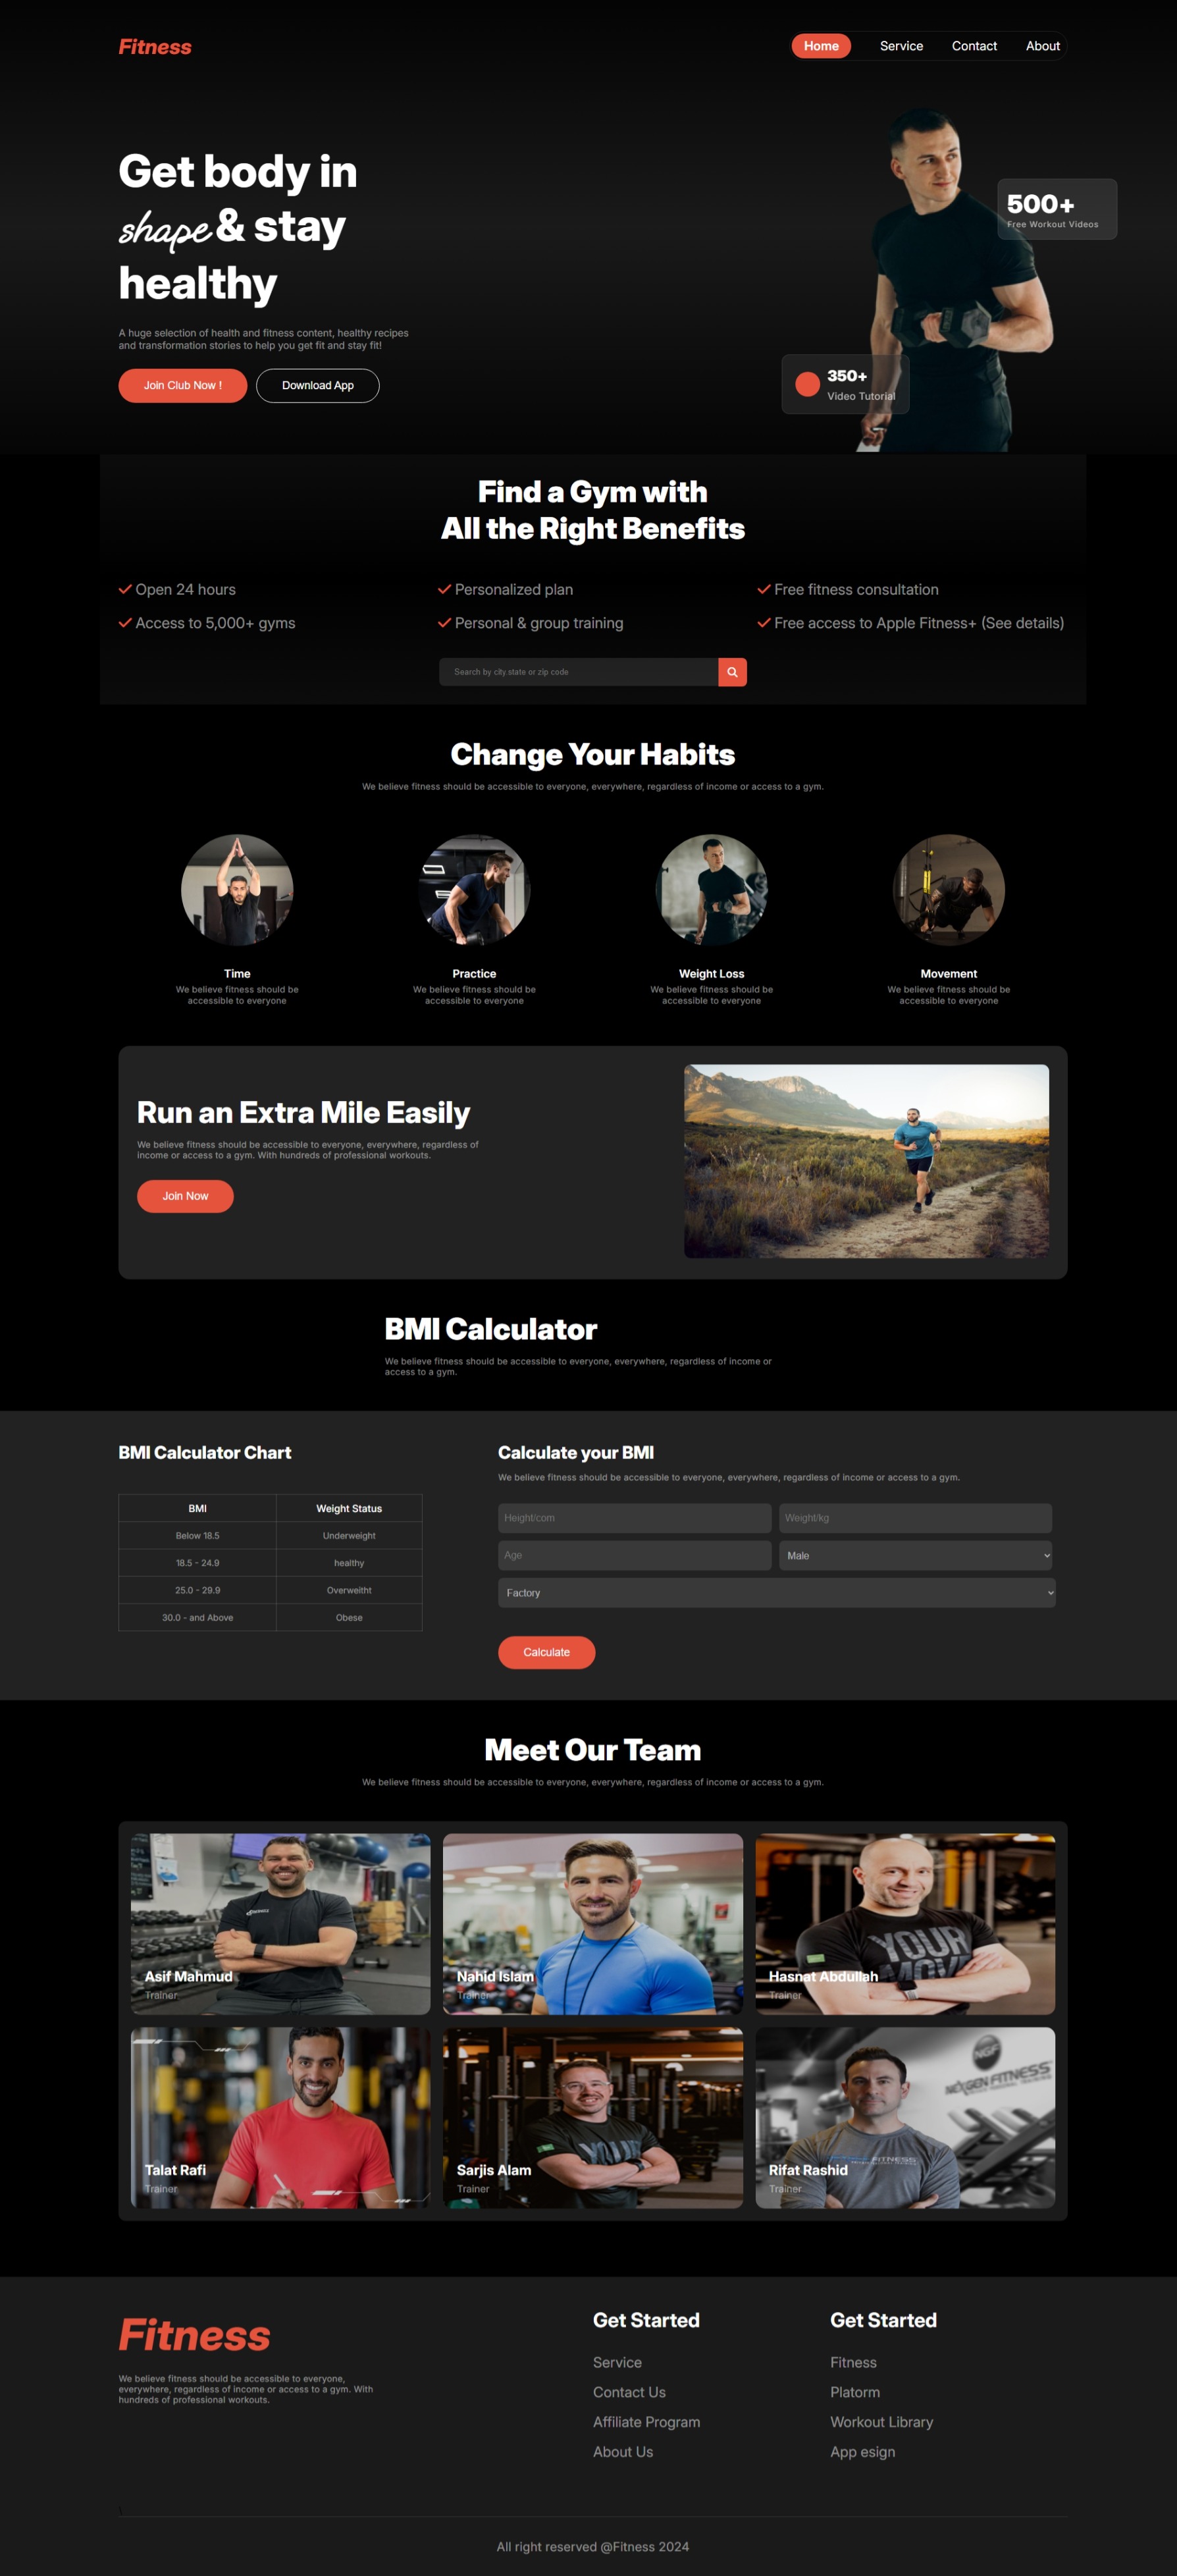 Fitness
Home Service Contact About
Get body in
shape & stay
healthy
500+
Free Workout Videos
A huge selection of health and fitness content, healthy recipes
and transformation stories to help you get fit and stay fit!
Join Club Now !
Download App
350+
Video Tutorial
Find a Gym with
All the Right Benefits
Open 24 hours
Personalized plan
Free fitness consultation
Access to 5,000+ gyms
Personal & group training
Free access to Apple Fitness+ (See details)
Search by city.state or zip code
Change Your Habits
We believe fitness should be accessible to everyone, everywhere, regardless of income or access to a gym.
Time
We believe fitness should be
accessible to everyone
Practice
We believe fitness should be
accessible to everyone
Weight Loss
We believe fitness should be
accessible to everyone
Movement
We believe fitness should be
accessible to everyone
Run an Extra Mile Easily
We believe fitness should be accessible to everyone, everywhere, regardless of
income or access to a gym. With hundreds of professional workouts.
Join Now
BMI Calculator
We believe fitness should be accessible to everyone, everywhere, regardless of income or
access to a gym.
BMI Calculator Chart
BMI Weight Status
Below 18.5 Underweight
18.5 - 24.9 healthy
25.0 - 29.9 Overweitht
30.0 - and Above Obese
Calculate your BMI
We believe fitness should be accessible to everyone, everywhere, regardless of income or access to a gym.
Height/com
Weight/kg
Age
Male
Factory
Calculate
Meet Our Team
We believe fitness should be accessible to everyone, everywhere, regardless of income or access to a gym.
Asif Mahmud
Trainer
Nahid Islam
Trainer
YOUR
Hasnat Abdullah
Trainer
Talat Rafi
Trainer
YOUR
Sarjis Alam
Trainer
NGF
NEXGEN FITNESS
FITNESS
Rifat Rashid
Trainer
Fitness
We believe fitness should be accessible to everyone,
everywhere, regardless of income or access to a gym. With
hundreds of professional workouts.
Get Started
Service
Contact Us
Affiliate Program
About Us
Get Started
Fitness
Platorm
Workout Library
App esign
\
All right reserved @Fitness 2024